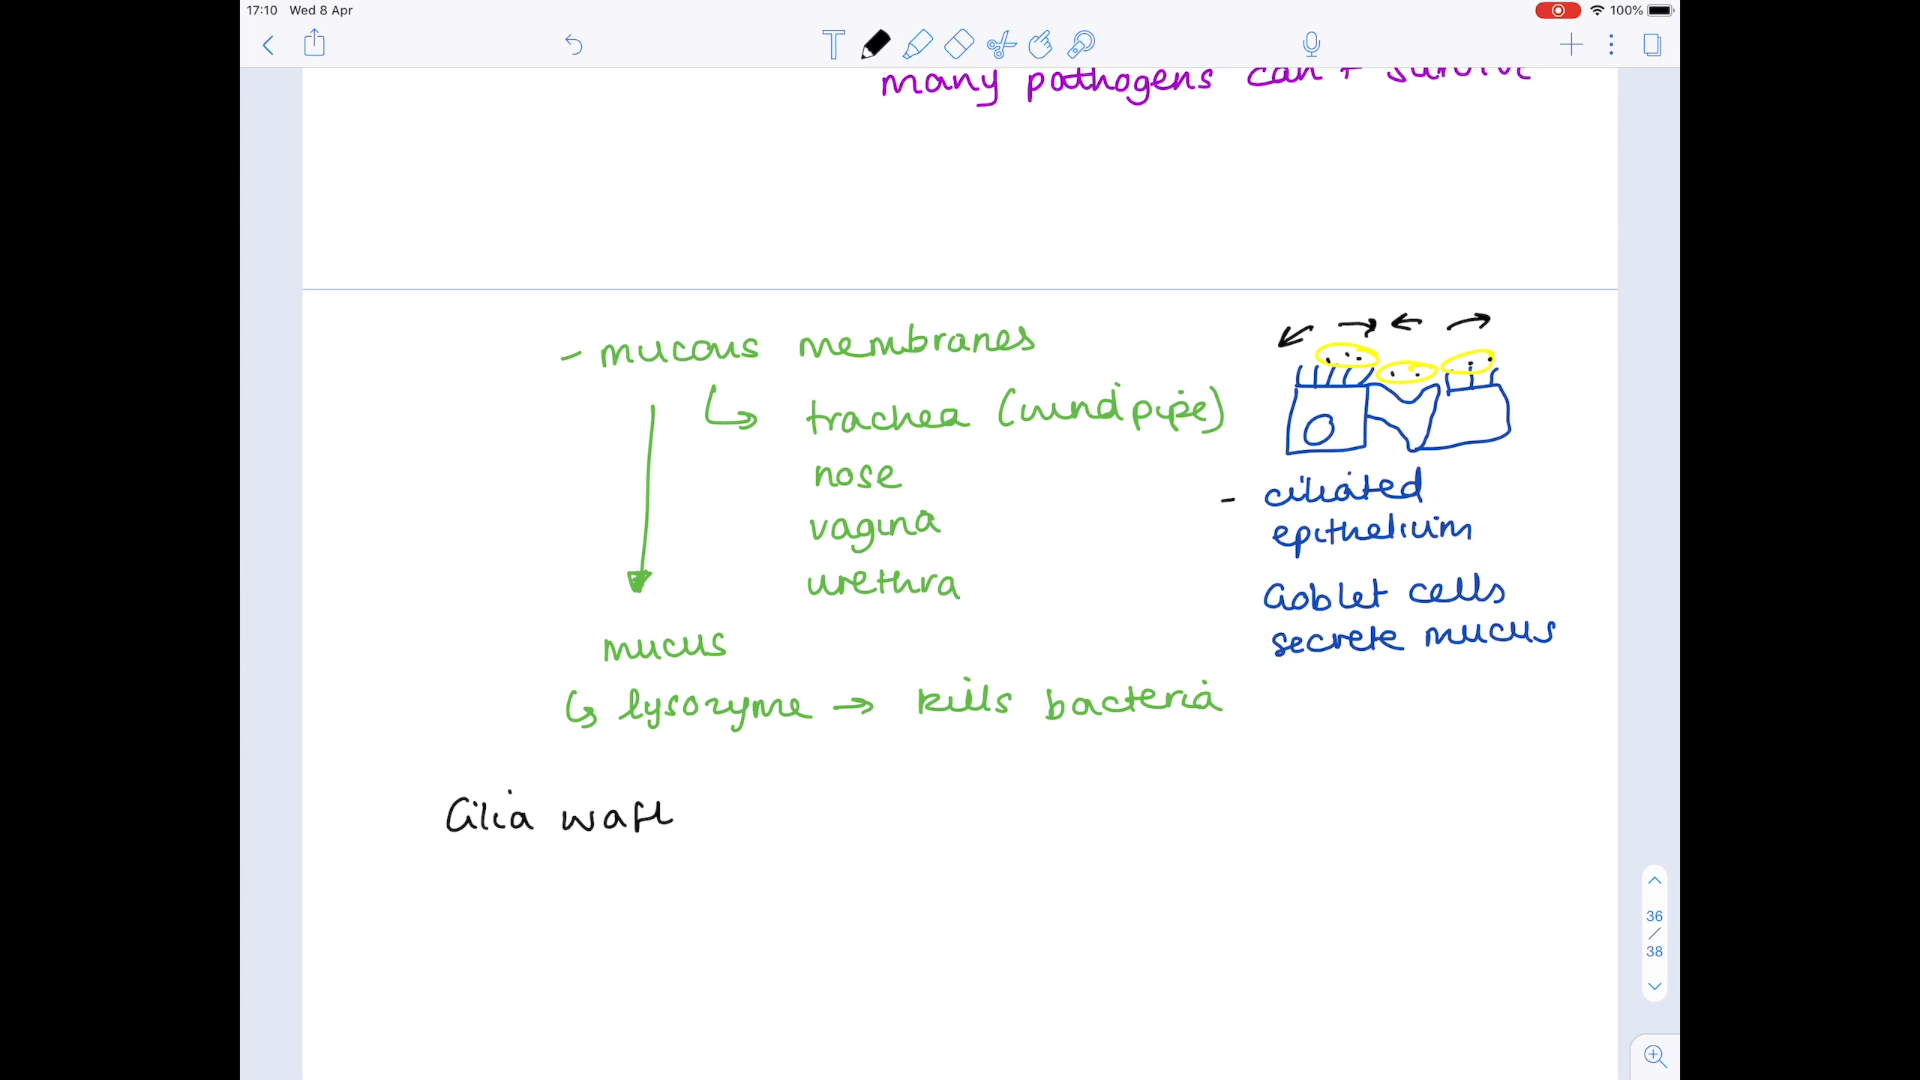 17:10 Wed 8 Apr
100%
many pathogens can't survive
- mucous membranes
↳ trachea (windpipe)
nose
vagina
urethra
mucus
↳ lysozyme → kills bacteria
- ciliated
epithelium
Goblet cells
secrete mucus
Cilia waft
36
/
38